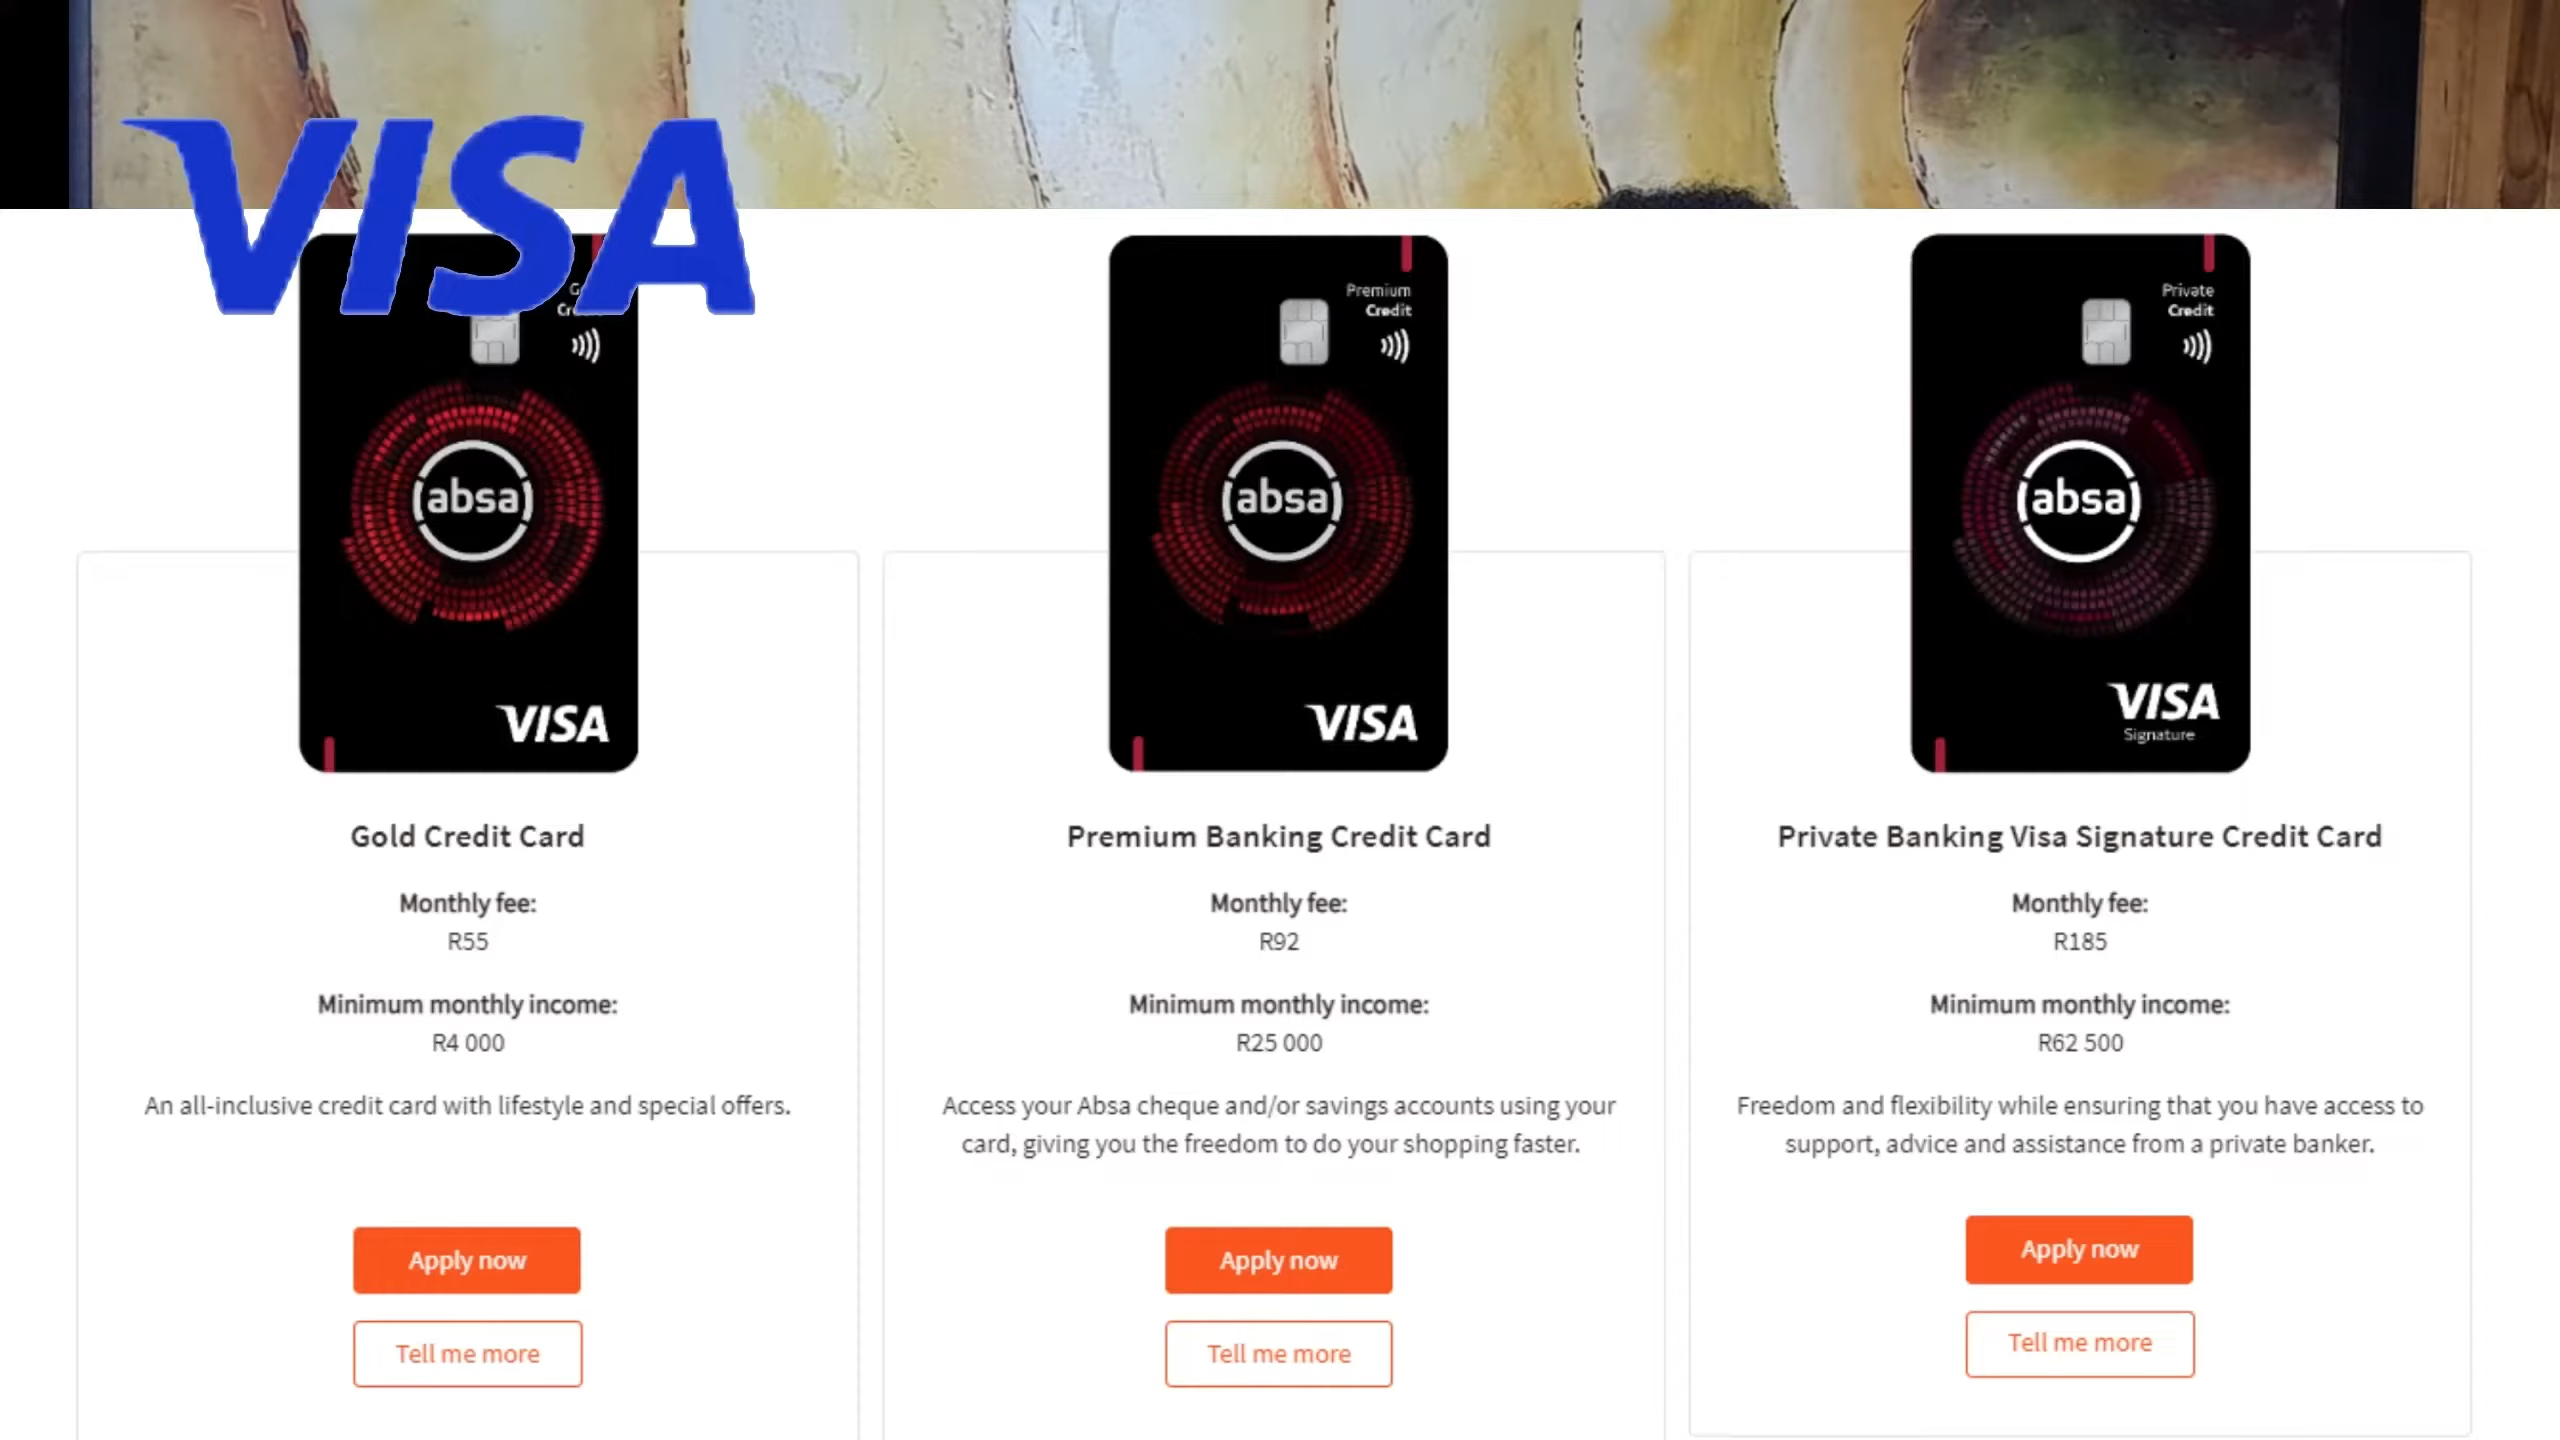 VISA
absa
VISA
Gold Credit Card
Monthly fee:
R55
Minimum monthly income:
R4 000
An all-inclusive credit card with lifestyle and special offers.
Apply now
Tell me more
Premium
Credit
absa
VISA
Premium Banking Credit Card
Monthly fee:
R92
Minimum monthly income:
R25 000
Access your Absa cheque and/or savings accounts using your
card, giving you the freedom to do your shopping faster.
Apply now
Tell me more
Private
Credit
absa
VISA
Signature
Private Banking Visa Signature Credit Card
Monthly fee:
R185
Minimum monthly income:
R62 500
Freedom and flexibility while ensuring that you have access to
support, advice and assistance from a private banker.
Apply now
Tell me more